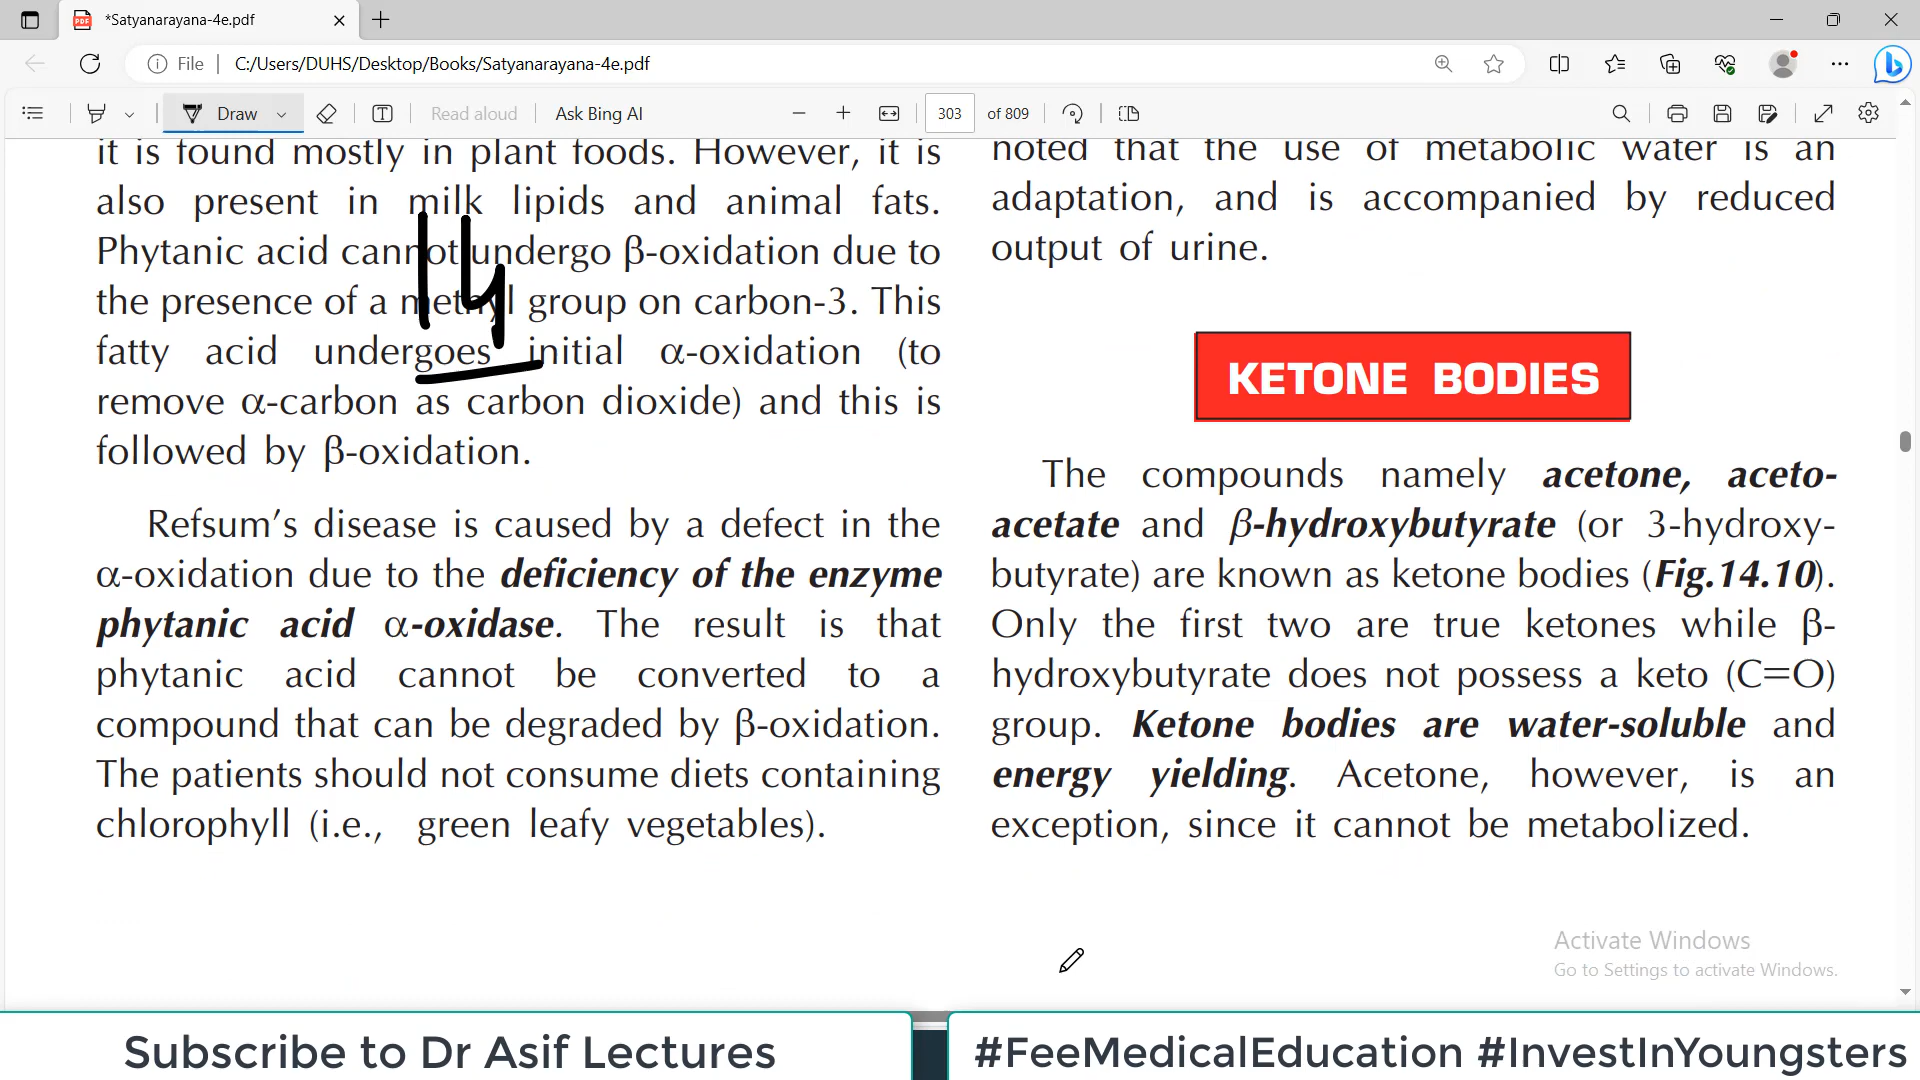 *Satyanarayana-4e.pdf
File
C:/Users/DUHS/Desktop/Books/Satyanarayana-4e.pdf
Draw
Read aloud
Ask Bing AI
303 of 809
it is found mostly in plant foods. However, it is
also present in milk lipids and animal fats.
Phytanic acid cannot undergo β-oxidation due to
the presence of a methyl group on carbon-3. This
fatty acid undergoes initial α-oxidation (to
remove α-carbon as carbon dioxide) and this is
followed by β-oxidation.
14
Refsum's disease is caused by a defect in the
α-oxidation due to the deficiency of the enzyme
phytanic acid α-oxidase. The result is that
phytanic acid cannot be converted to a
compound that can be degraded by β-oxidation.
The patients should not consume diets containing
chlorophyll (i.e., green leafy vegetables).
noted that the use of metabolic water is an
adaptation, and is accompanied by reduced
output of urine.
KETONE BODIES
The compounds namely acetone, aceto-
acetate and β-hydroxybutyrate (or 3-hydroxy-
butyrate) are known as ketone bodies (Fig.14.10).
Only the first two are true ketones while β-
hydroxybutyrate does not possess a keto (C=O)
group. Ketone bodies are water-soluble and
energy yielding. Acetone, however, is an
exception, since it cannot be metabolized.
Activate Windows
Go to Settings to activate Windows.
Subscribe to Dr Asif Lectures
#FeeMedicalEducation #InvestInYoungsters